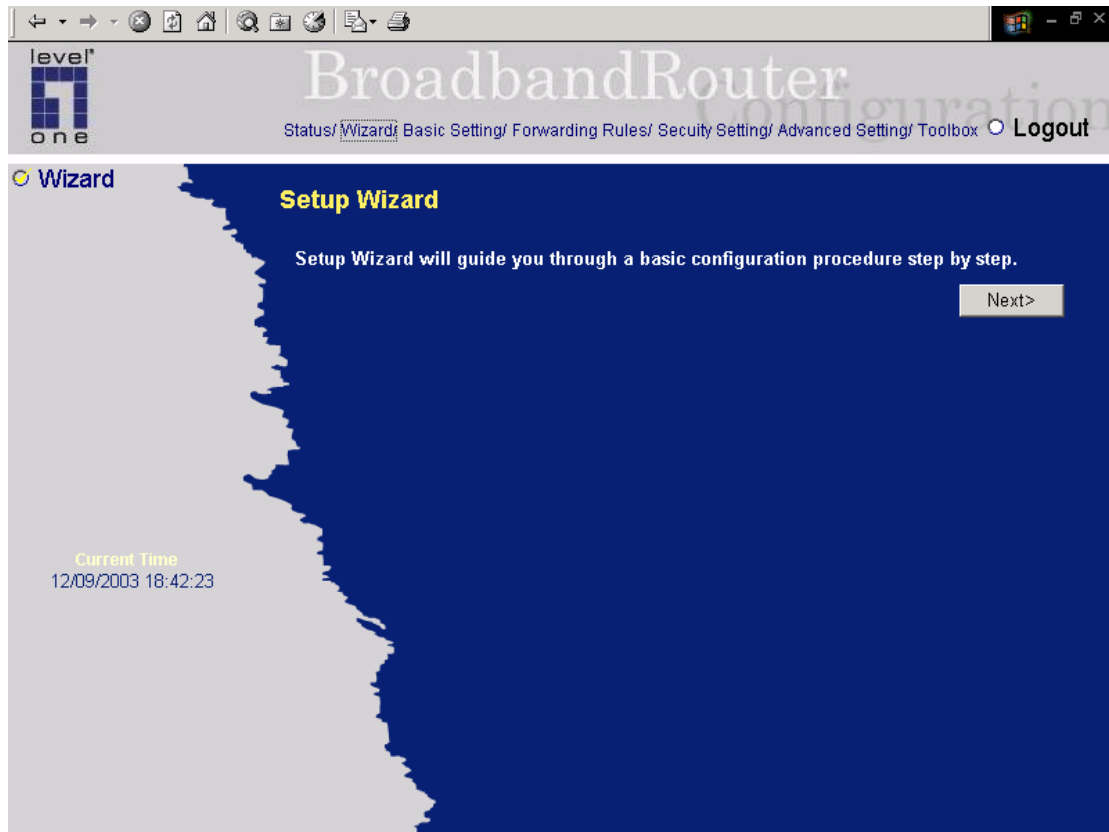 level®
one
BroadbandRouter
Configuration
Status/ Wizard/ Basic Setting/ Forwarding Rules/ Secuity Setting/ Advanced Setting/ Toolbox Logout
Wizard
Setup Wizard
Setup Wizard will guide you through a basic configuration procedure step by step.
Next>
Current Time
12/09/2003 18:42:23